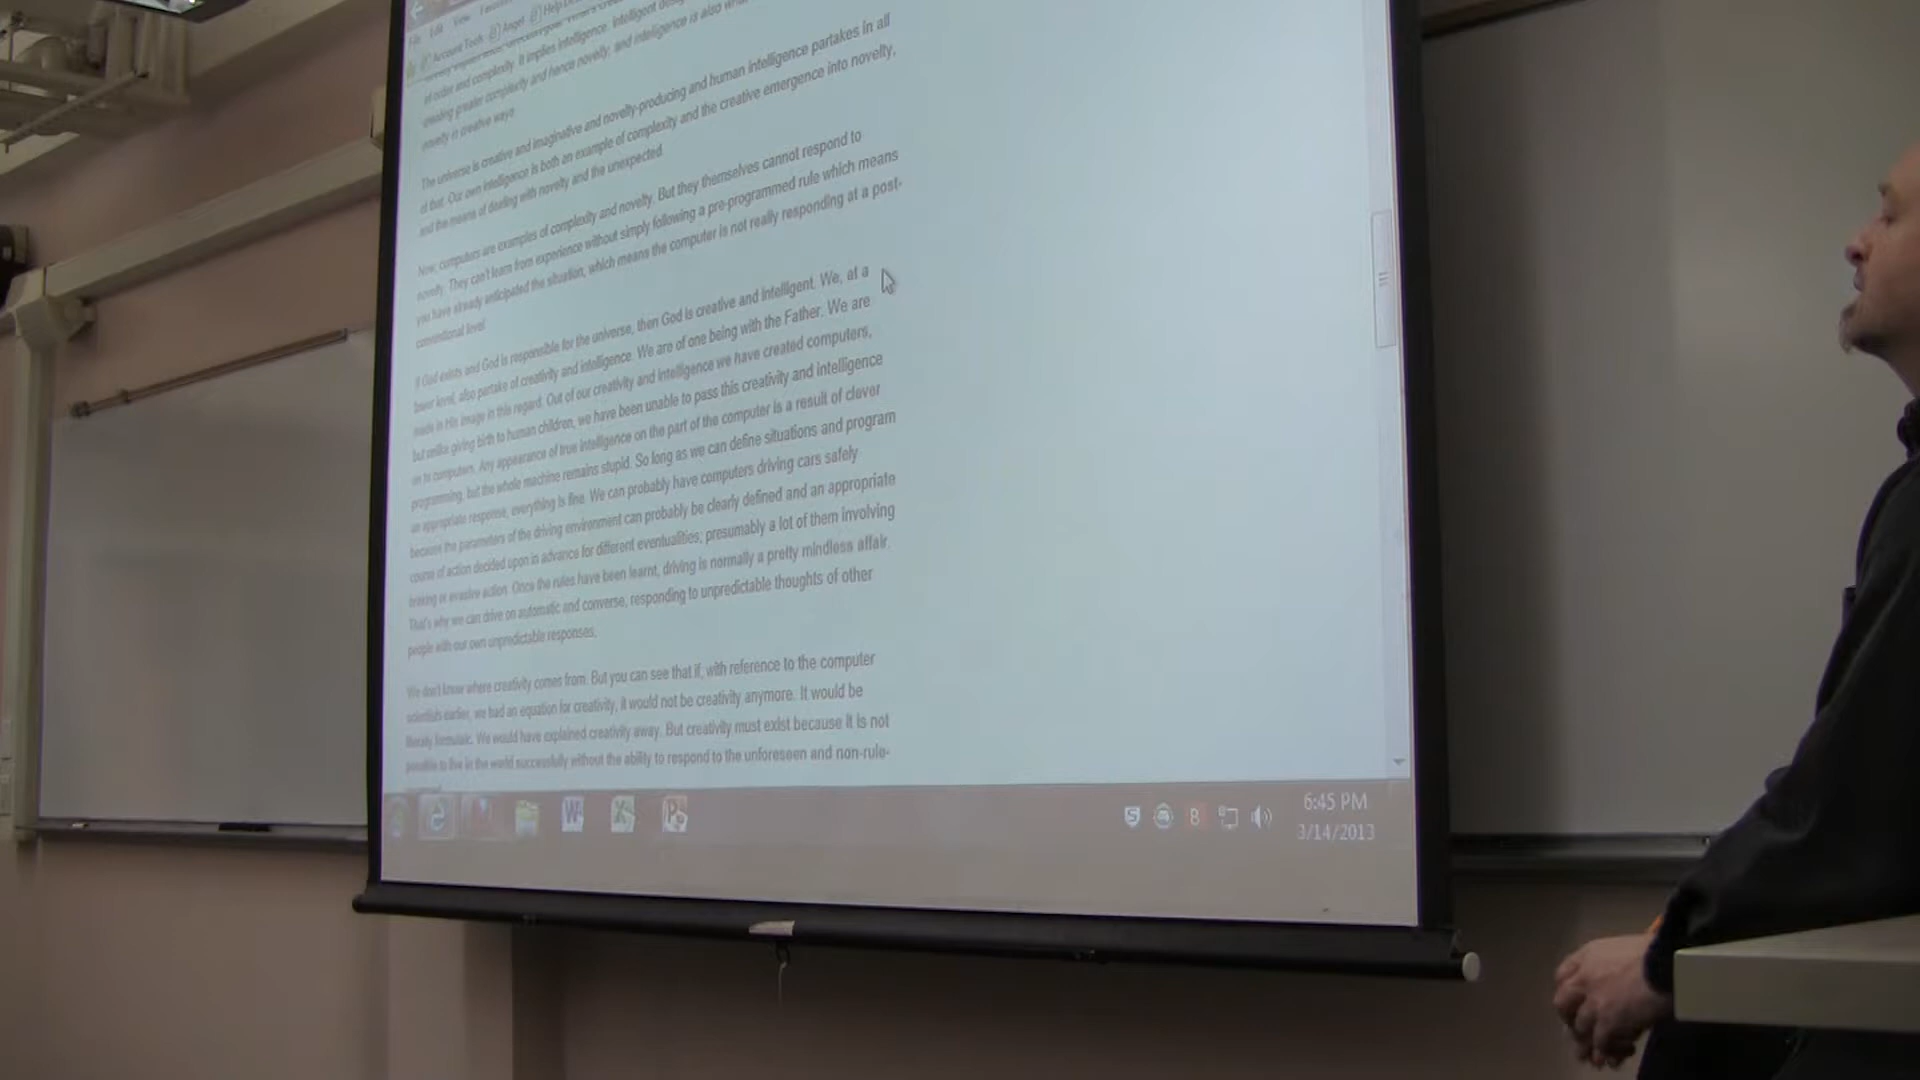 File Edit View
Account Tools Angel Help Desk
of order and complexity. It implies intelligence. Intelligent
creating greater complexity and hence novelty; and intelligence is also what
novelty in creative ways.
The universe is creative and imaginative and novelty-producing and human intelligence partakes in all
of that. Our own intelligence is both an example of complexity and the creative emergence into novelty,
and the means of dealing with novelty and the unexpected.
Now, computers are examples of complexity and novelty. But they themselves cannot respond to
novelty. They can't learn from experience without simply following a pre-programmed rule which means
you have already anticipated the situation, which means the computer is not really responding at a post-
conventional level.
If God exists and God is responsible for the universe, then God is creative and intelligent. We, at a
lower level, also partake of creativity and intelligence. We are of one being with the Father. We are
made in His image in this regard. Out of our creativity and intelligence we have created computers,
but unlike giving birth to human children, we have been unable to pass this creativity and intelligence
on to computers. Any appearance of true intelligence on the part of the computer is a result of clever
programming, but the whole machine remains stupid. So long as we can define situations and program
an appropriate response, everything is fine. We can probably have computers driving cars safely
because the parameters of the driving environment can probably be clearly defined and an appropriate
course of action decided upon in advance for different eventualities; presumably a lot of them involving
braking or evasive action. Once the rules have been learnt, driving is normally a pretty mindless affair.
That's why we can drive on automatic and converse, responding to unpredictable thoughts of other
people with our own unpredictable responses.
We don't know where creativity comes from. But you can see that if, with reference to the computer
scientists earlier, we had an equation for creativity, it would not be creativity anymore. It would be
literally formulaic. We would have explained creativity away. But creativity must exist because it is not
possible to live in the world successfully without the ability to respond to the unforeseen and non-rule-
6:45 PM
3/14/2013